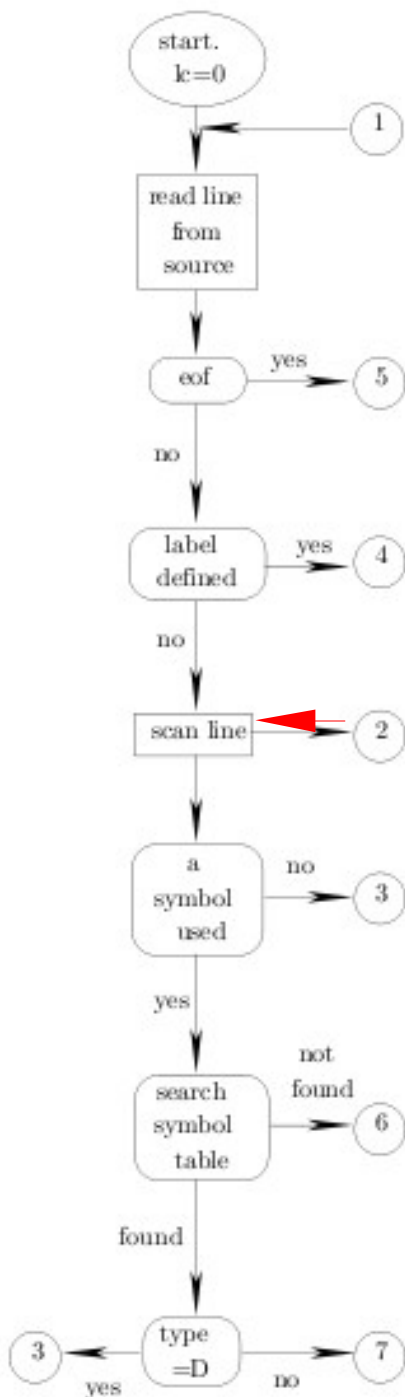 start.
lc=0
1
read line
from
source
eof
yes
5
no
label
defined
yes
4
no
scan line
2
a
symbol
used
no
3
yes
search
symbol
table
not
found
6
found
3
type
=D
7
yes
no